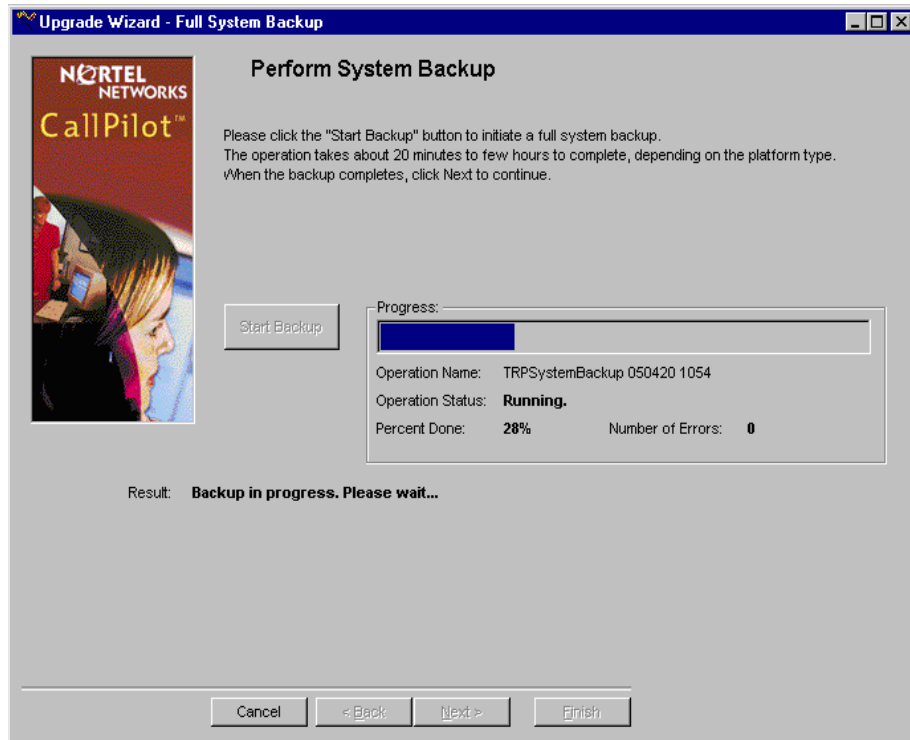 Upgrade Wizard - Full System Backup
NORTEL
NETWORKS
CallPilot™
Perform System Backup
Please click the "Start Backup" button to initiate a full system backup.
The operation takes about 20 minutes to few hours to complete, depending on the platform type.
When the backup completes, click Next to continue.
Start Backup
Progress:
Operation Name: TRPSystemBackup 050420 1054
Operation Status: Running.
Percent Done: 28% Number of Errors: 0
Result: Backup in progress. Please wait...
Cancel < Back Next > Finish